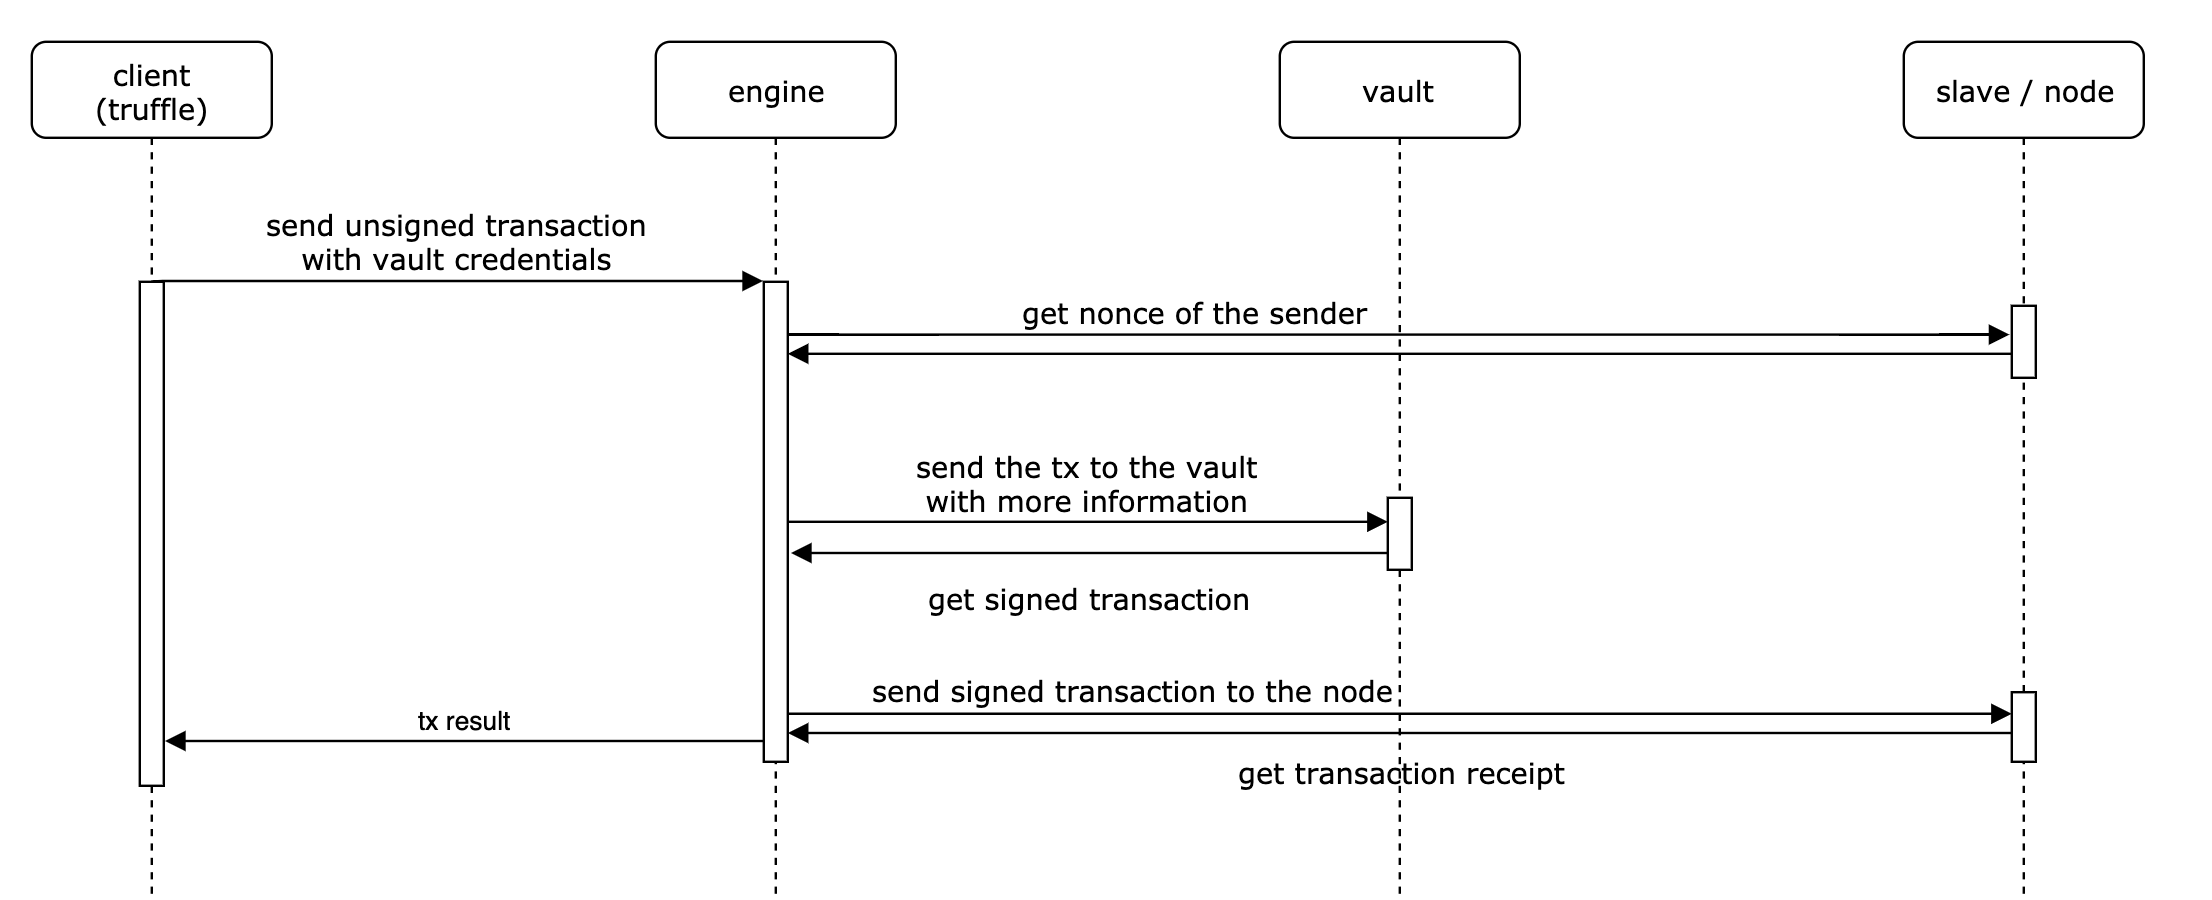 client
(truffle)
engine
vault
slave / node
send unsigned transaction
with vault credentials
get nonce of the sender
send the tx to the vault
with more information
get signed transaction
send signed transaction to the node
tx result
get transaction receipt